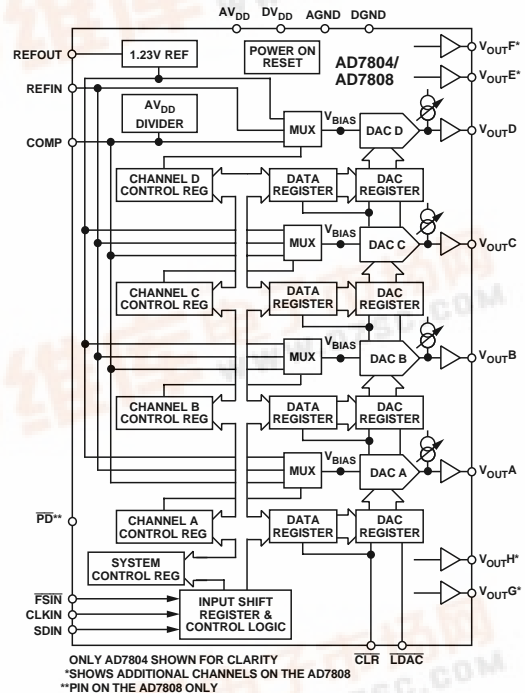 AVDD DVDD AGND DGND
REFOUT
1.23V REF
POWER ON
RESET
AD7804/
AD7808
VOUTF*
VOUTE*
REFIN
AVDD
DIVIDER
COMP
MUX
VBIAS
DAC D
VOUTD
CHANNEL D
CONTROL REG
DATA
REGISTER
DAC
REGISTER
MUX
VBIAS
DAC C
VOUTC
CHANNEL C
CONTROL REG
DATA
REGISTER
DAC
REGISTER
MUX
VBIAS
DAC B
VOUTB
CHANNEL B
CONTROL REG
DATA
REGISTER
DAC
REGISTER
MUX
VBIAS
DAC A
VOUTA
PD**
CHANNEL A
CONTROL REG
DATA
REGISTER
DAC
REGISTER
SYSTEM
CONTROL REG
VOUTH*
VOUTG*
FSIN
CLKIN
SDIN
INPUT SHIFT
REGISTER &
CONTROL LOGIC
CLR LDAC
ONLY AD7804 SHOWN FOR CLARITY
*SHOWS ADDITIONAL CHANNELS ON THE AD7808
**PIN ON THE AD7808 ONLY